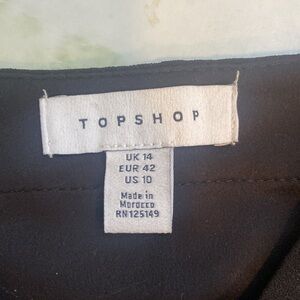 TOPSHOP
UK 14
EUR 42
US 10
Made in
Morocco
RN125149